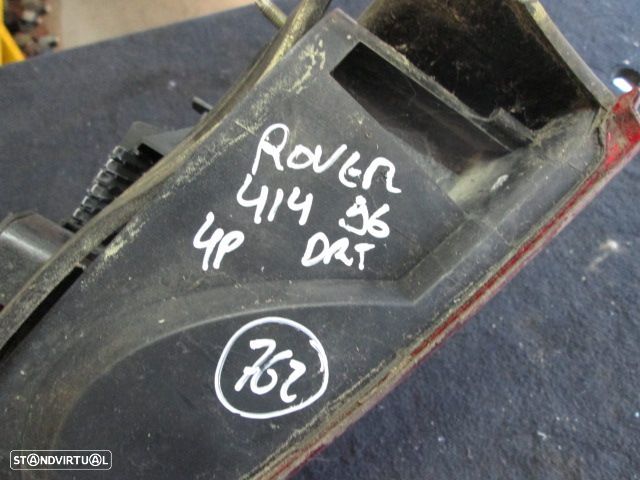 ROVER
414 96
4P DRT
762
STANDVIRTUAL